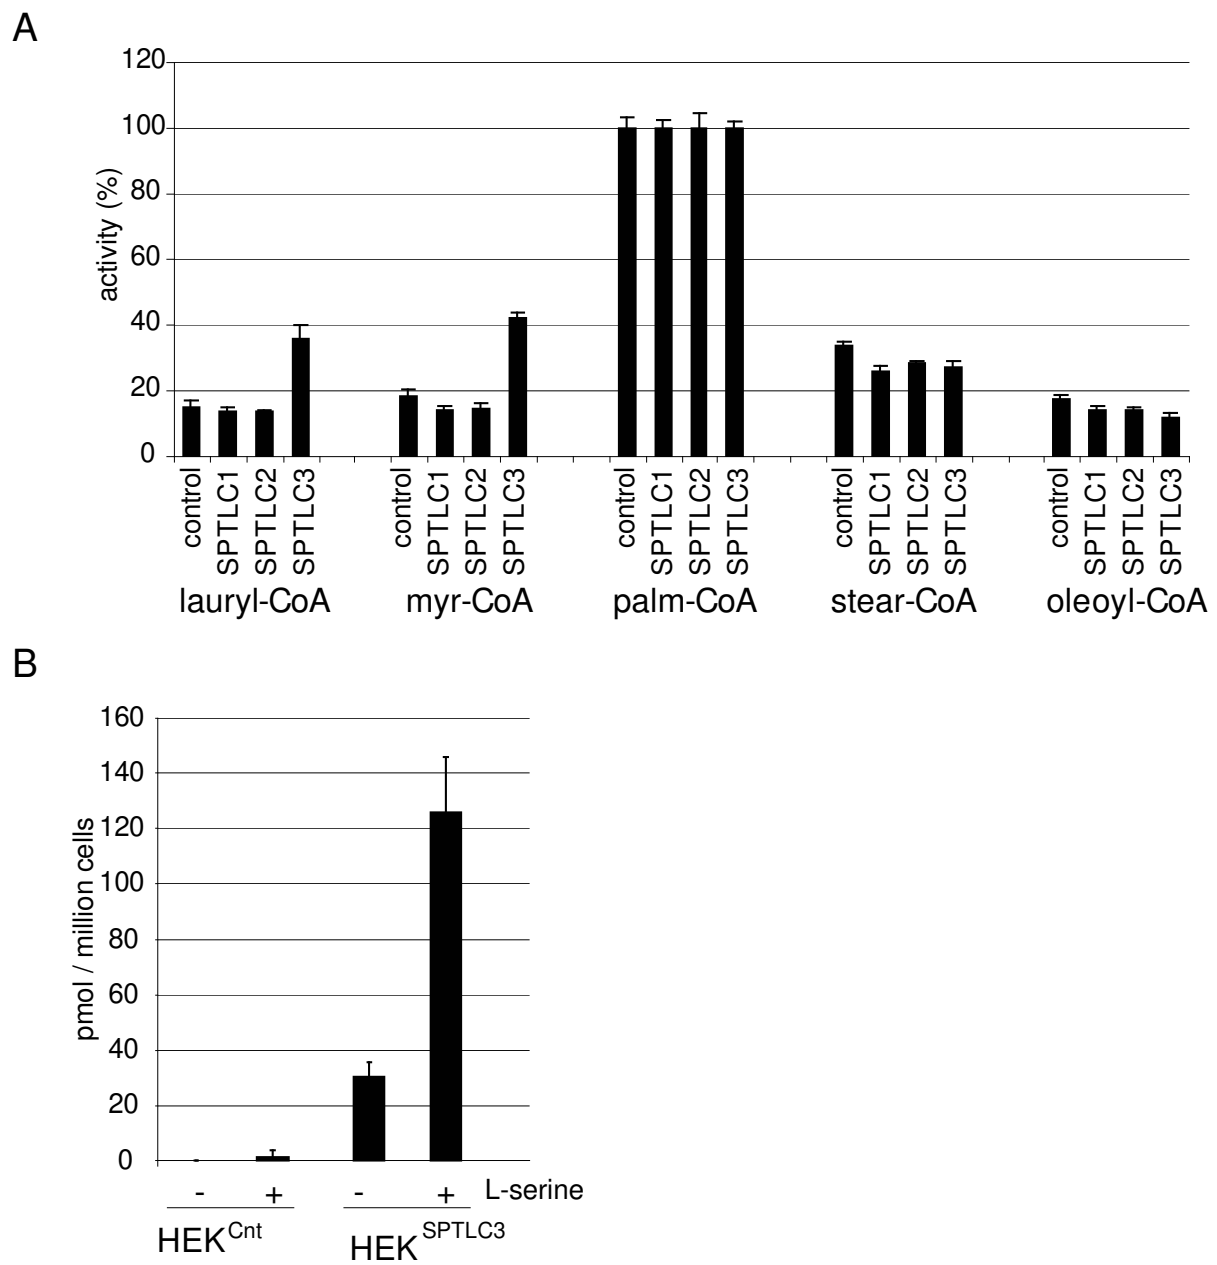 A
120
100
80
60
40
20
0
activity (%)
control SPTLC1 SPTLC2 SPTLC3 control SPTLC1 SPTLC2 SPTLC3 control SPTLC1 SPTLC2 SPTLC3 control SPTLC1 SPTLC2 SPTLC3 control SPTLC1 SPTLC2 SPTLC3
lauryl-CoA myr-CoA palm-CoA stear-CoA oleoyl-CoA
B
160
140
120
100
80
60
40
20
0
pmol / million cells
- + - + L-serine
HEK^Cnt HEK^SPTLC3